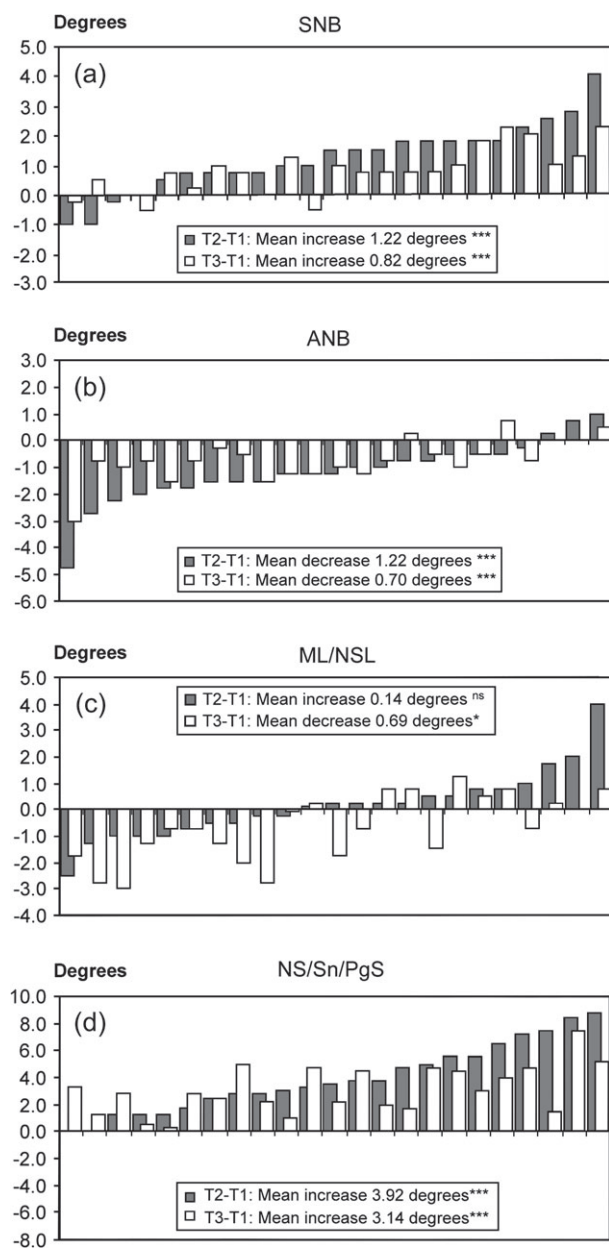 Degrees
SNB
(a)
5.0
4.0
3.0
2.0
1.0
0.0
-1.0
-2.0
-3.0
T2-T1: Mean increase 1.22 degrees ***
T3-T1: Mean increase 0.82 degrees ***
Degrees
ANB
(b)
3.0
2.0
1.0
0.0
-1.0
-2.0
-3.0
-4.0
-5.0
-6.0
T2-T1: Mean decrease 1.22 degrees ***
T3-T1: Mean decrease 0.70 degrees ***
Degrees
ML/NSL
(c)
5.0
4.0
3.0
2.0
1.0
0.0
-1.0
-2.0
-3.0
-4.0
T2-T1: Mean increase 0.14 degrees ns
T3-T1: Mean decrease 0.69 degrees*
Degrees
NS/Sn/PgS
(d)
10.0
8.0
6.0
4.0
2.0
0.0
-2.0
-4.0
-6.0
-8.0
T2-T1: Mean increase 3.92 degrees***
T3-T1: Mean increase 3.14 degrees***